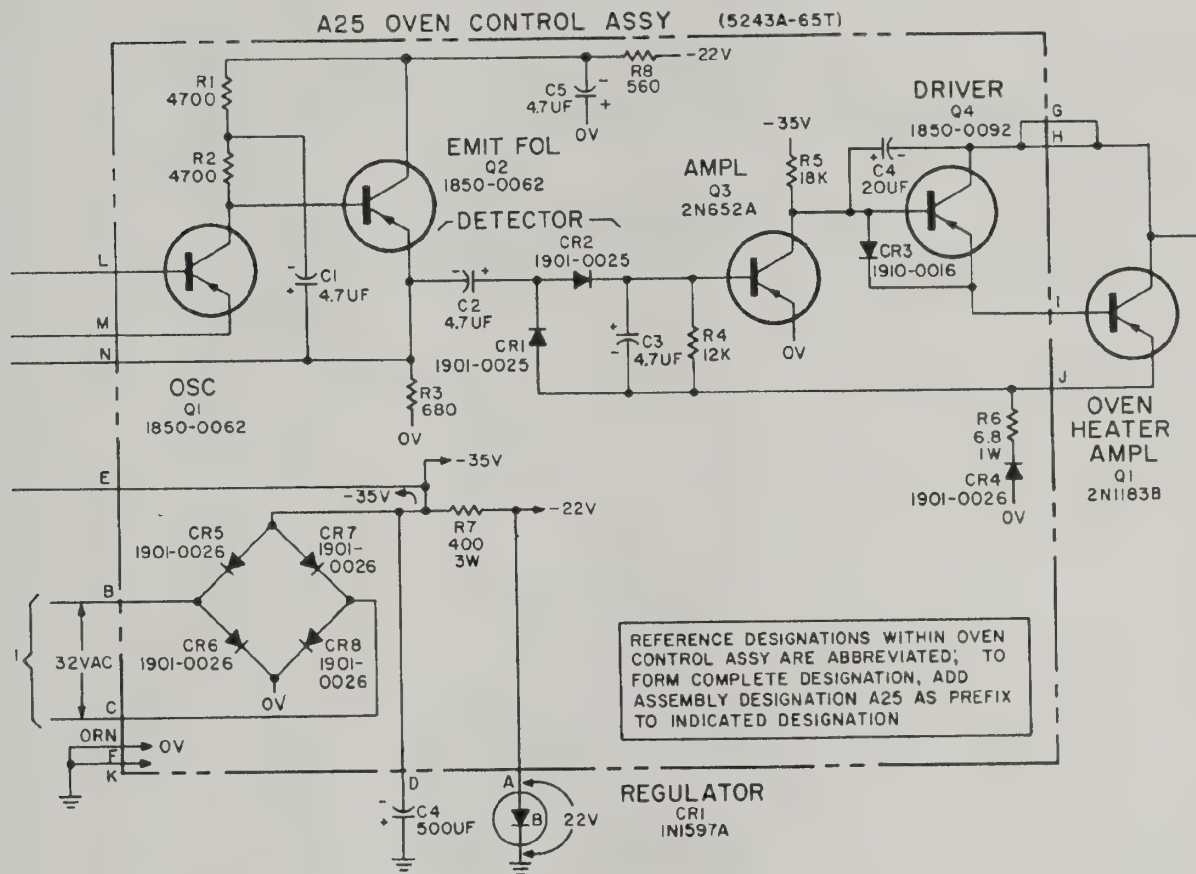 A25 OVEN CONTROL ASSY (5243A-65T)
R1
4700
R2
4700
C5
4.7UF
0V
R8
560
-22V
EMIT FOL
Q2
1850-0062
DETECTOR
L
M
N
C1
4.7UF
OSC
Q1
1850-0062
C2
4.7UF
CR2
1901-0025
CR1
1901-0025
C3
4.7UF
R4
12K
R3
680
0V
AMPL
Q3
2N652A
-35V
R5
18K
0V
DRIVER
Q4
1850-0092
C4
20UF
CR3
1910-0016
G
H
I
J
R6
6.8
1W
CR4
1901-0026
0V
OVEN
HEATER
AMPL
Q1
2N1183B
E
-35V
-35V
R7
400
3W
-22V
CR5
1901-0026
CR7
1901-
0026
CR6
1901-0026
CR8
1901-
0026
0V
B
1
32VAC
C
ORN
F
K
0V
D
C4
500UF
A
B
22V
REGULATOR
CR1
1N1597A
REFERENCE DESIGNATIONS WITHIN OVEN
CONTROL ASSY ARE ABBREVIATED; TO
FORM COMPLETE DESIGNATION, ADD
ASSEMBLY DESIGNATION A25 AS PREFIX
TO INDICATED DESIGNATION